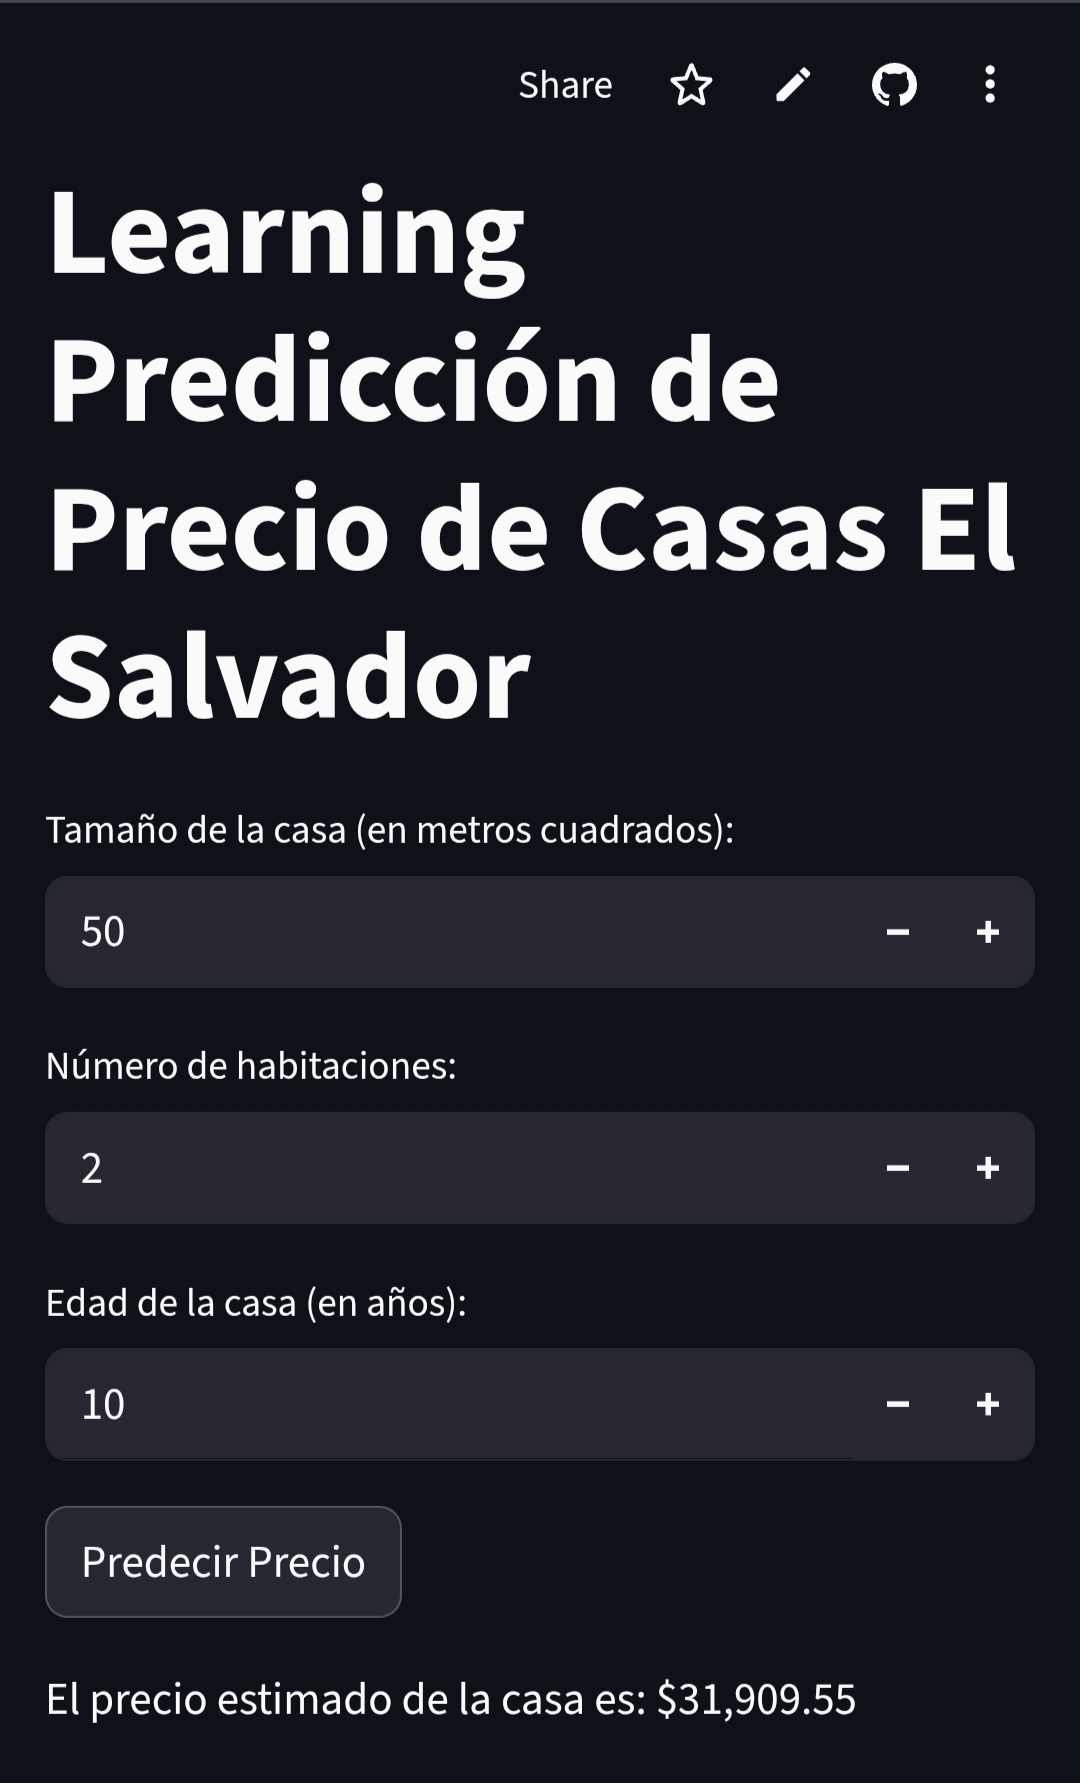 Share
Learning
Predicción de
Precio de Casas El
Salvador
Tamaño de la casa (en metros cuadrados):
50
Número de habitaciones:
2
Edad de la casa (en años):
10
Predecir Precio
El precio estimado de la casa es: $31,909.55